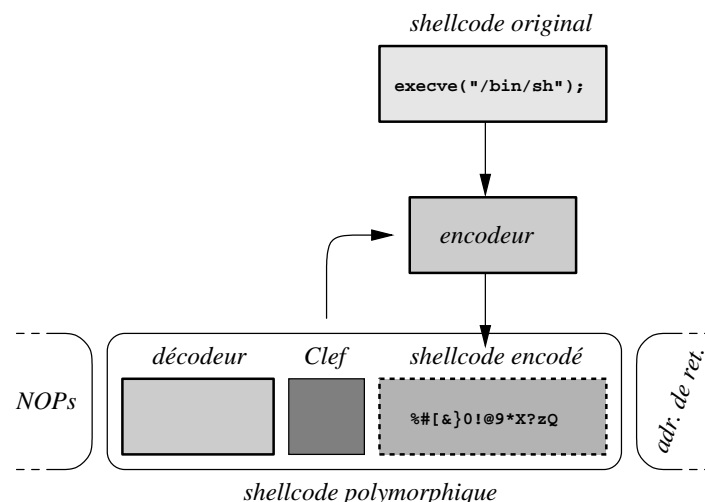 shellcode original
execve("/bin/sh");
encodeur
décodeur Clef shellcode encodé
NOPs
%#[&}0!@9*X?zQ
adr. de ret.
shellcode polymorphique